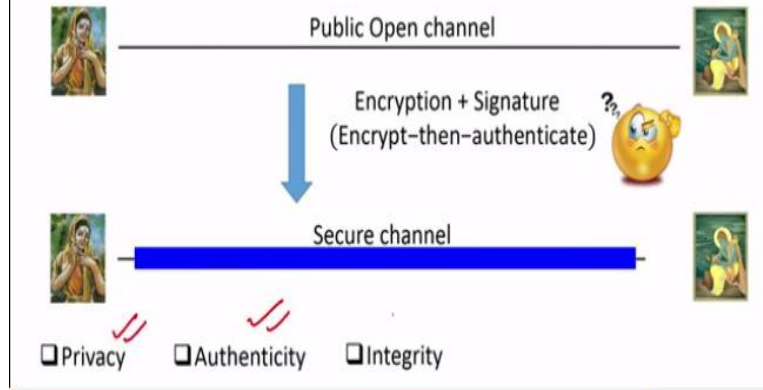 Public Open channel
Encryption + Signature
(Encrypt–then–authenticate)
???
Secure channel
❑Privacy ❑Authenticity ❑Integrity